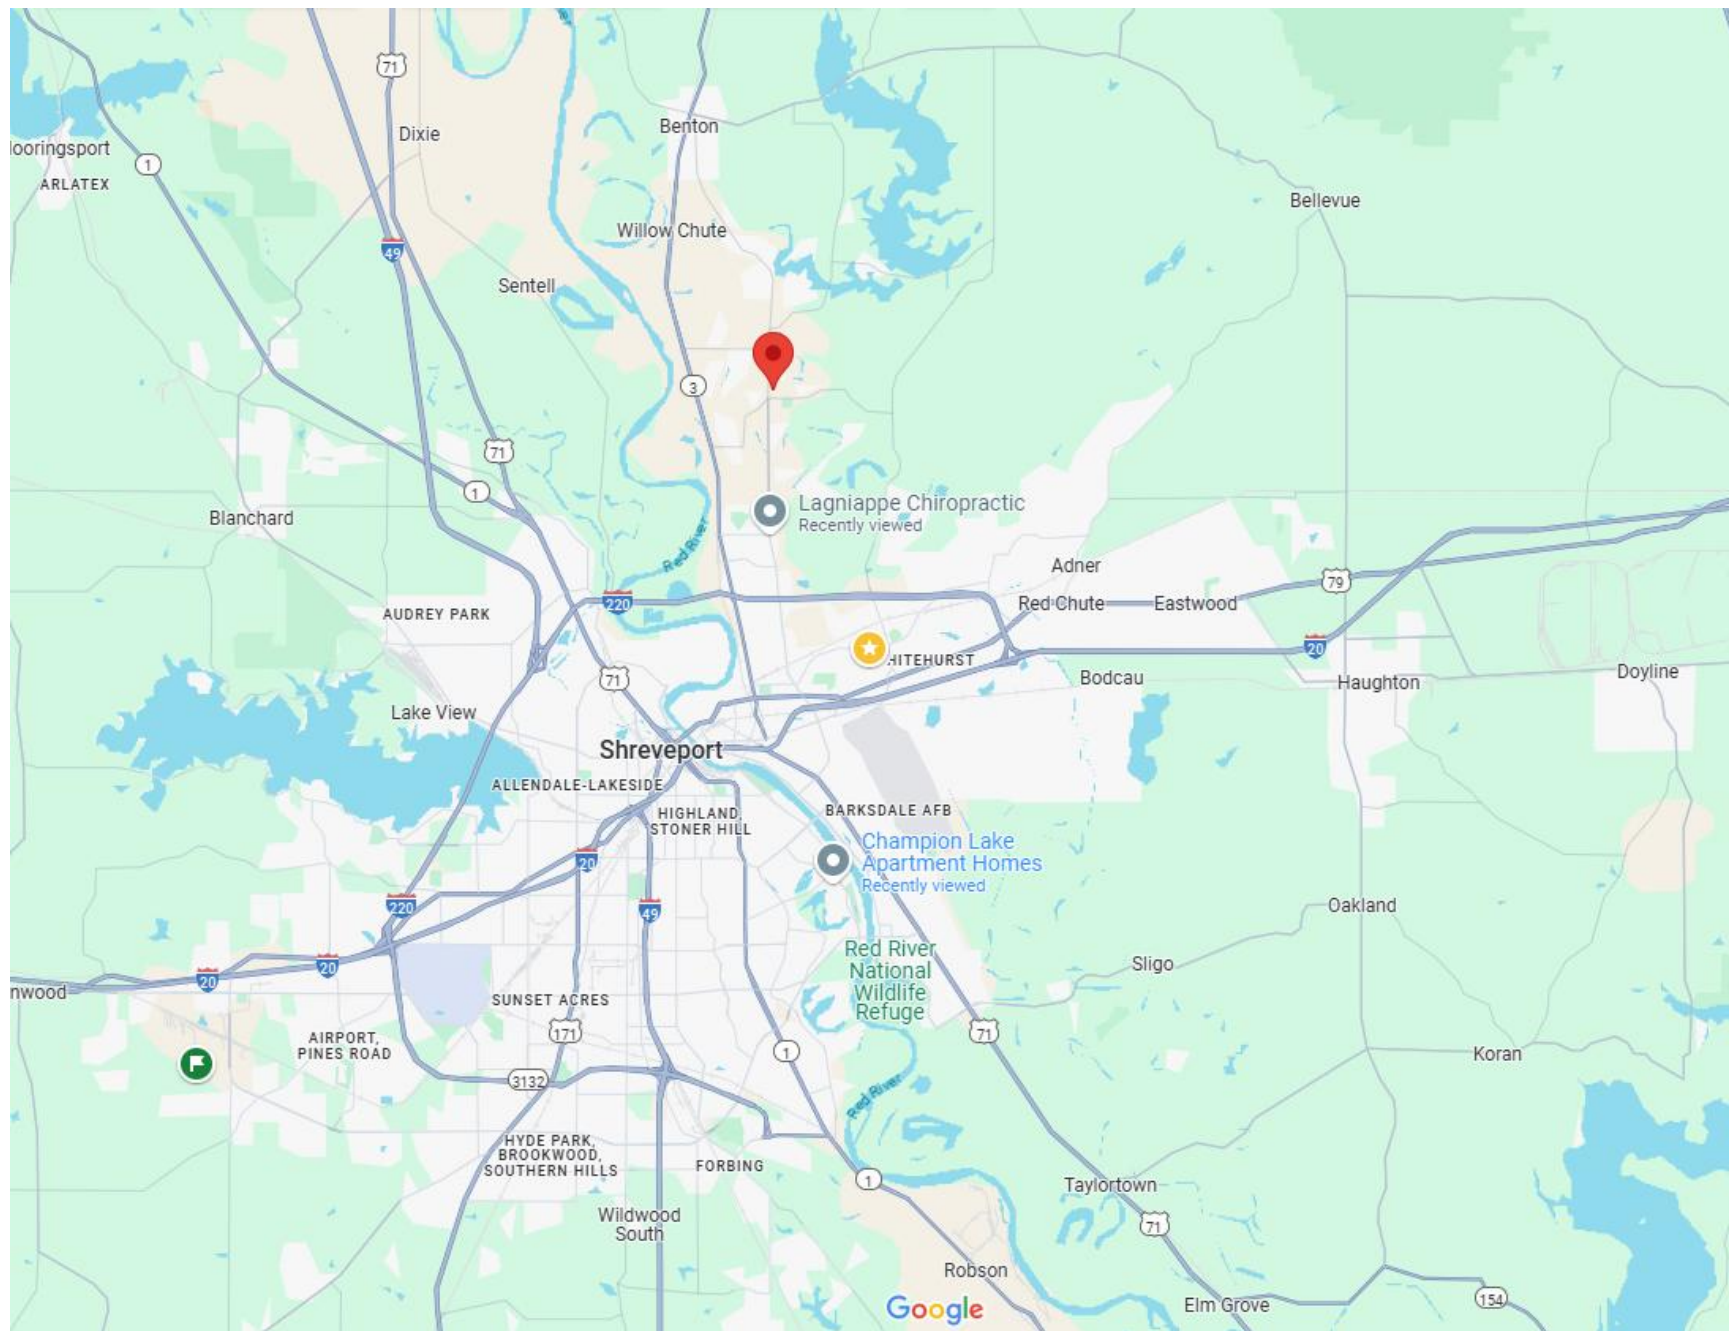 71
Dixie
Benton
looringsport
1
ARLATEX
Bellevue
Willow Chute
49
Sentell
3
71
1
Lagniappe Chiropractic
Recently viewed
Blanchard
Red River
Adner
79
220
Red Chute
Eastwood
AUDREY PARK
20
HITEHURST
71
Bodcau
Haughton
Doyline
Lake View
Shreveport
ALLENDALE-LAKESIDE
HIGHLAND,
STONER HILL
BARKSDALE AFB
Champion Lake
Apartment Homes
Recently viewed
20
220
49
Oakland
Red River
National
Wildlife
Refuge
20
20
Sligo
nwood
SUNSET ACRES
171
71
AIRPORT,
PINES ROAD
1
Koran
3132
Red River
HYDE PARK,
BROOKWOOD,
SOUTHERN HILLS
FORBING
1
Taylortown
71
Wildwood
South
Robson
Google
Elm Grove
154